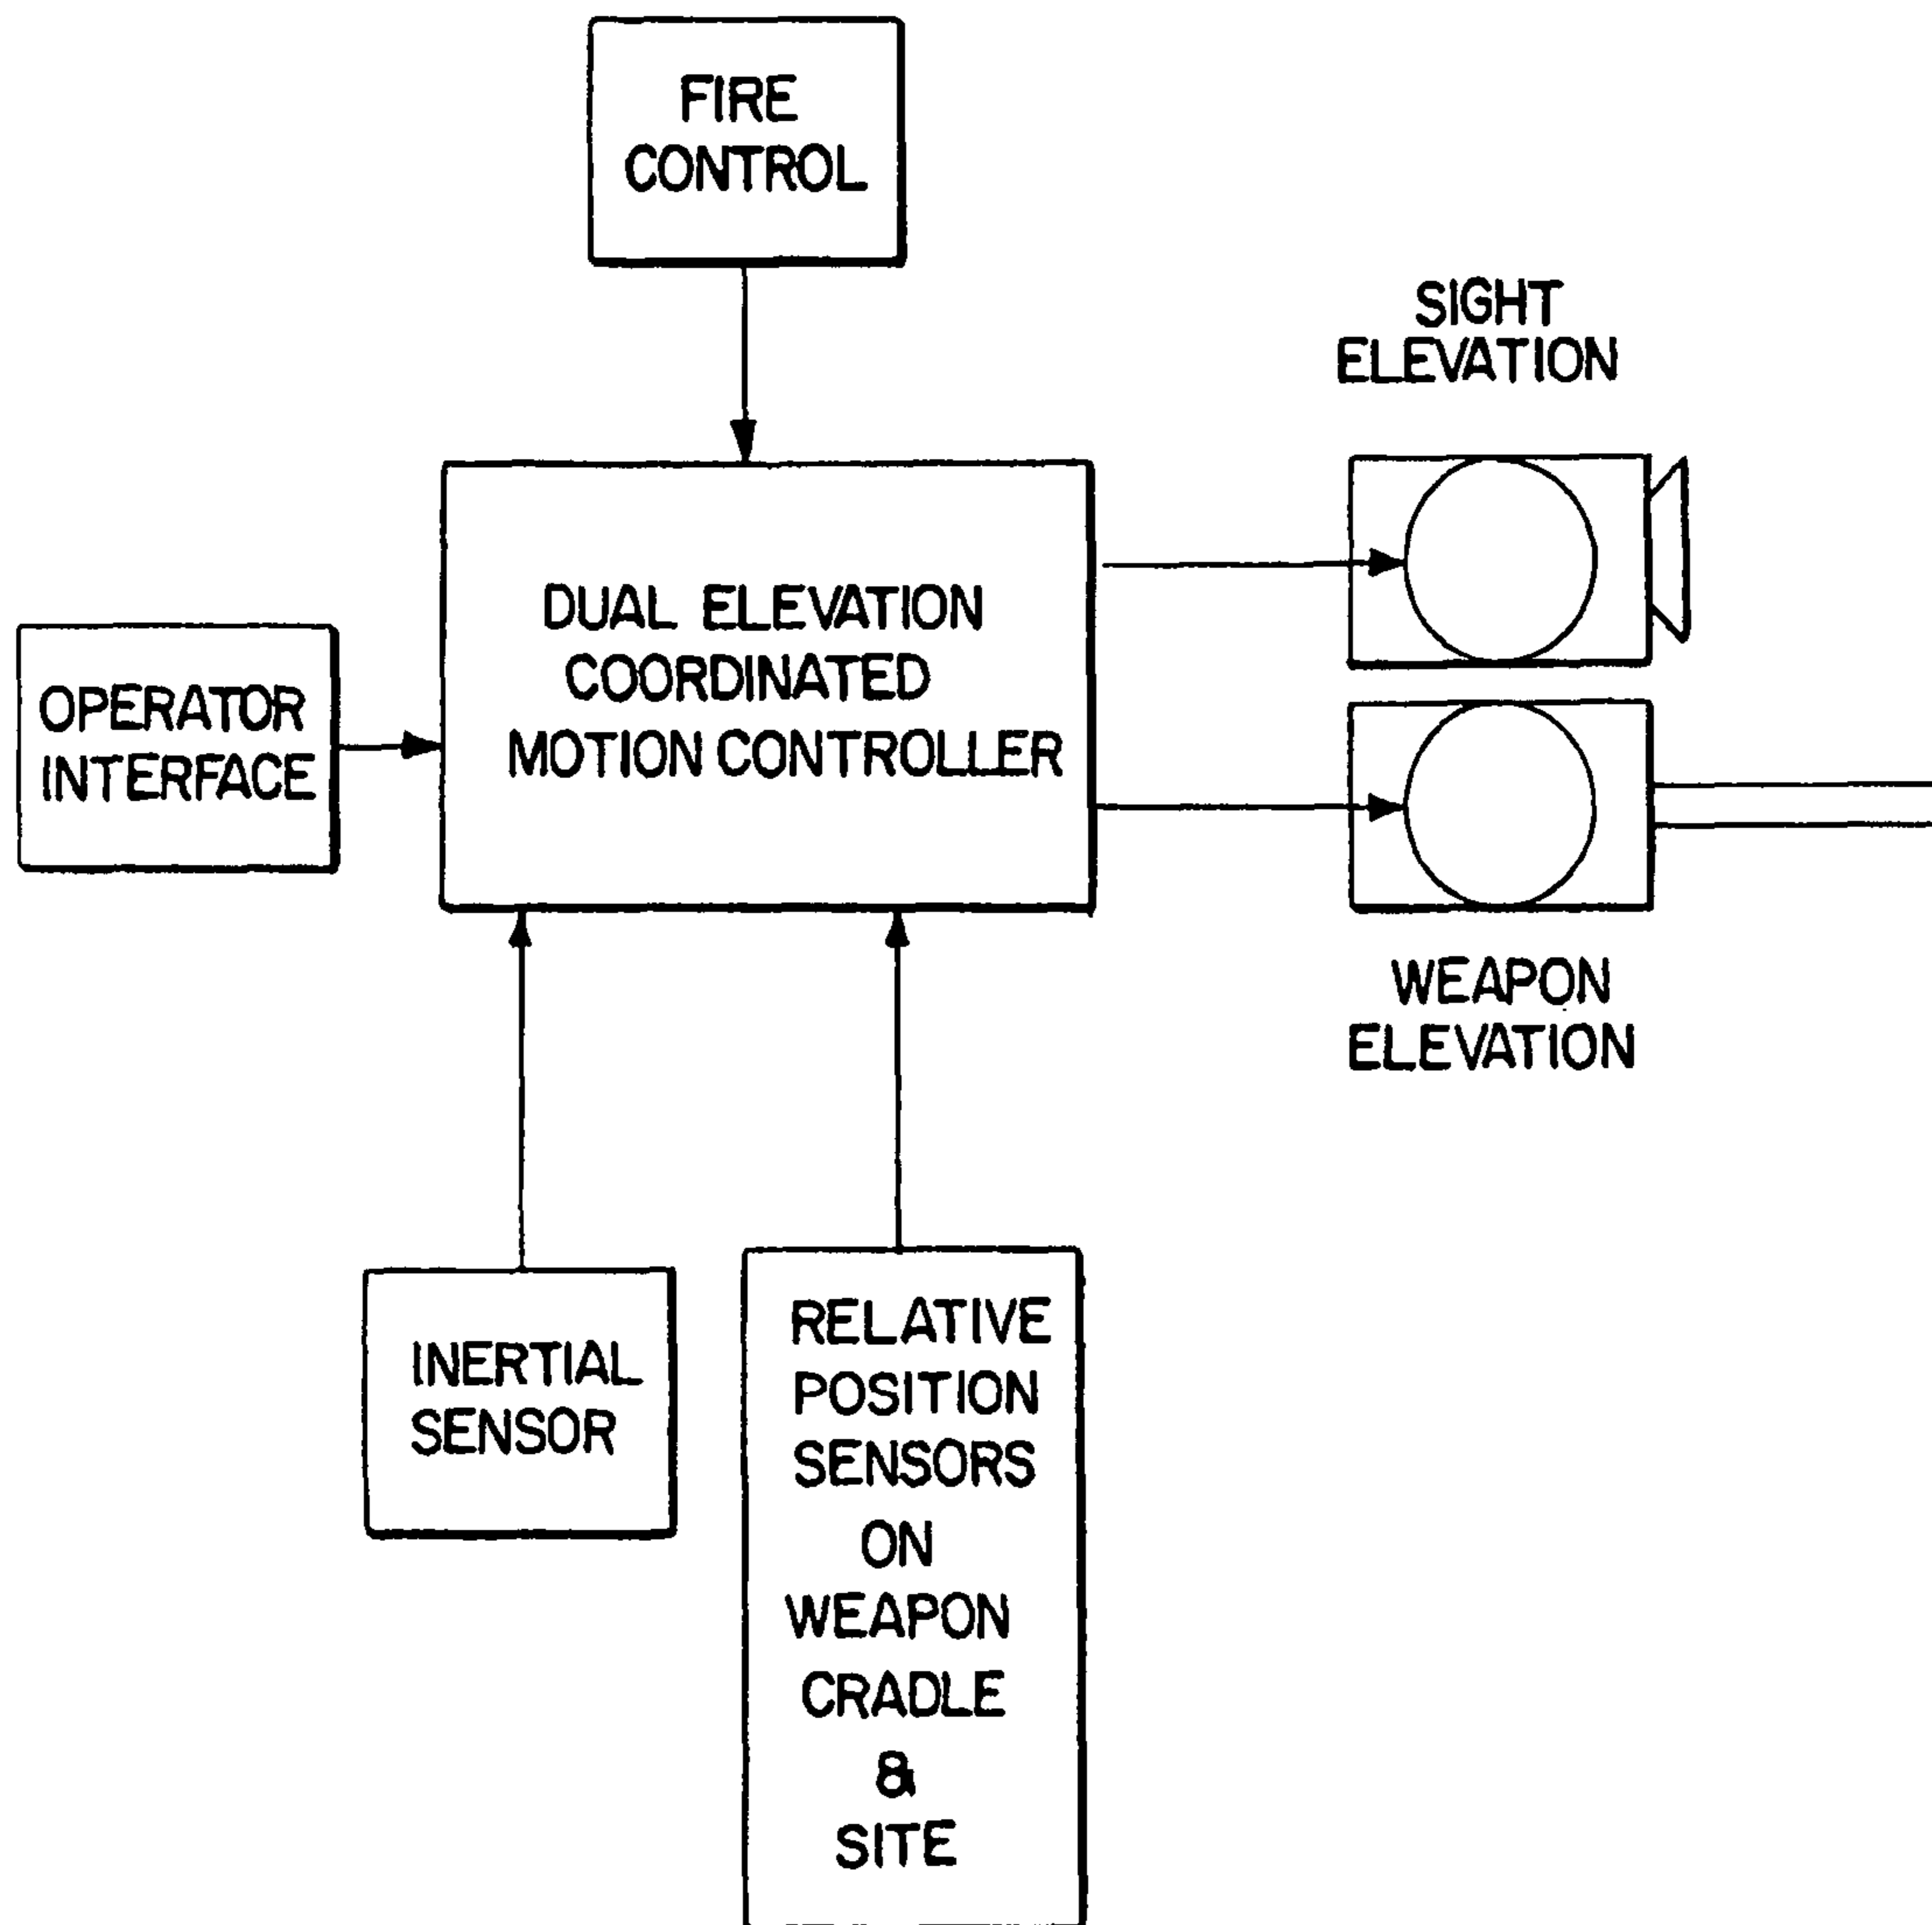 FIRE
CONTROL
SIGHT
ELEVATION
DUAL ELEVATION
COORDINATED
MOTION CONTROLLER
OPERATOR
INTERFACE
WEAPON
ELEVATION
INERTIAL
SENSOR
RELATIVE
POSITION
SENSORS
ON
WEAPON
CRADLE
&
SITE